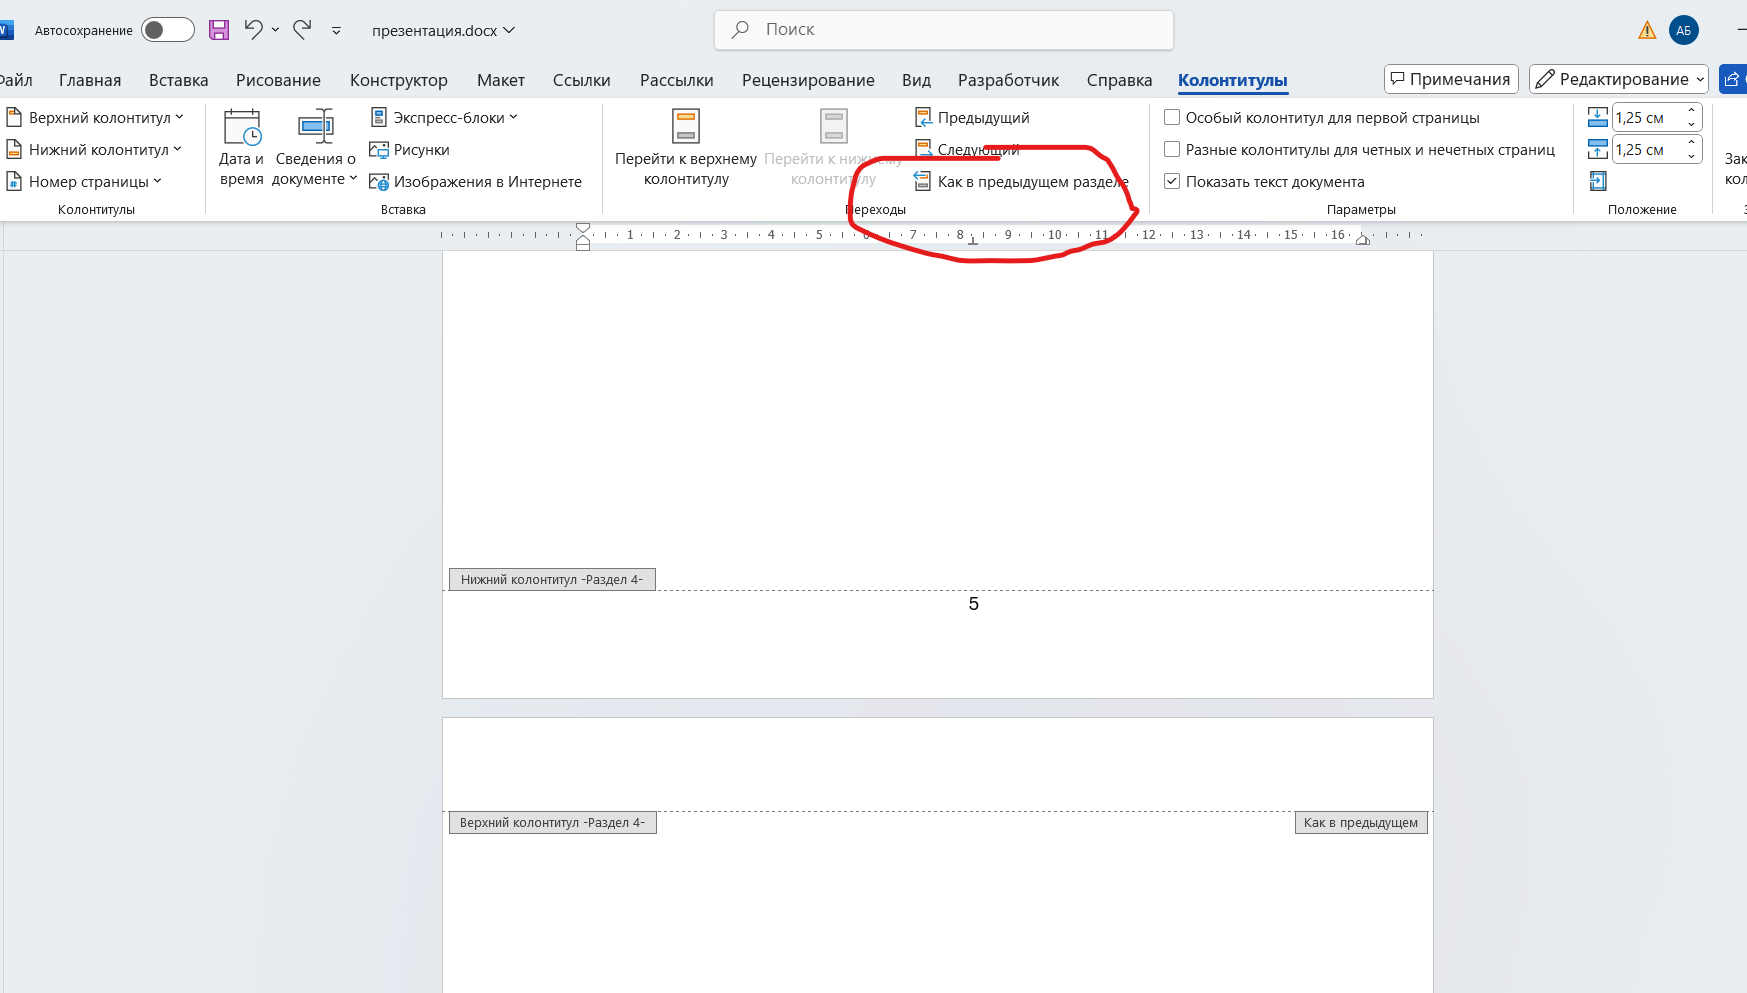 Автосохранение
презентация.docx
Поиск
АБ
Файл Главная Вставка Рисование Конструктор Макет Ссылки Рассылки Рецензирование Вид Разработчик Справка Колонтитулы
Примечания
Редактирование
Верхний колонтитул
Нижний колонтитул
Номер страницы
Колонтитулы
Дата и
время
Сведения о
документе
Экспресс-блоки
Рисунки
Изображения в Интернете
Вставка
Перейти к верхнему
колонтитулу
Перейти к нижнему
колонтитулу
Предыдущий
Следующий
Как в предыдущем разделе
Переходы
Особый колонтитул для первой страницы
Разные колонтитулы для четных и нечетных страниц
Показать текст документа
Параметры
1,25 см
1,25 см
Положение
Зак
кол
1 2 3 4 5 6 7 8 9 10 11 12 13 14 15 16
Нижний колонтитул -Раздел 4-
5
Верхний колонтитул -Раздел 4-
Как в предыдущем